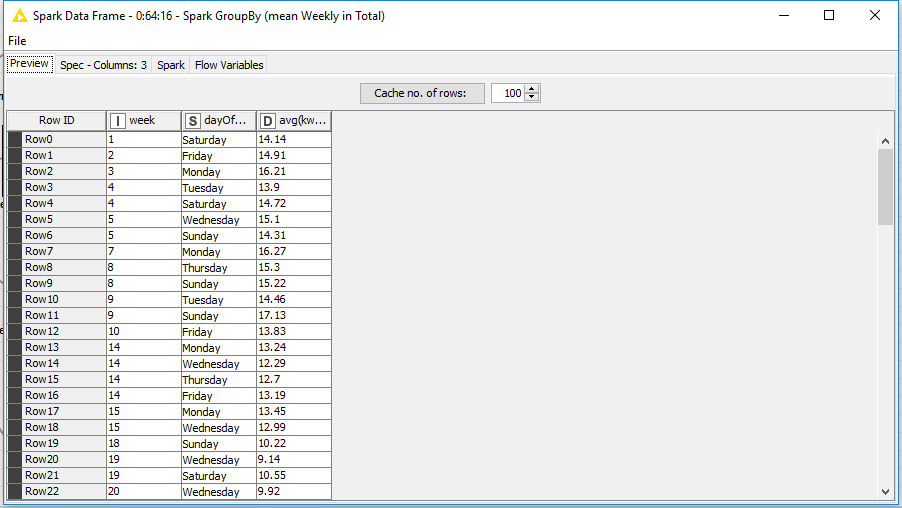 Spark Data Frame - 0:64:16 - Spark GroupBy (mean Weekly in Total)
File
Preview Spec - Columns: 3 Spark Flow Variables
Cache no. of rows: 100
Row ID I week S dayOf... D avg(kw...
Row0 1 Saturday 14.14
Row1 2 Friday 14.91
Row2 3 Monday 16.21
Row3 4 Tuesday 13.9
Row4 4 Saturday 14.72
Row5 5 Wednesday 15.1
Row6 5 Sunday 14.31
Row7 7 Monday 16.27
Row8 8 Thursday 15.3
Row9 8 Sunday 15.22
Row10 9 Tuesday 14.46
Row11 9 Sunday 17.13
Row12 10 Friday 13.83
Row13 14 Monday 13.24
Row14 14 Wednesday 12.29
Row15 14 Thursday 12.7
Row16 14 Friday 13.19
Row17 15 Monday 13.45
Row18 15 Wednesday 12.99
Row19 18 Sunday 10.22
Row20 19 Wednesday 9.14
Row21 19 Saturday 10.55
Row22 20 Wednesday 9.92